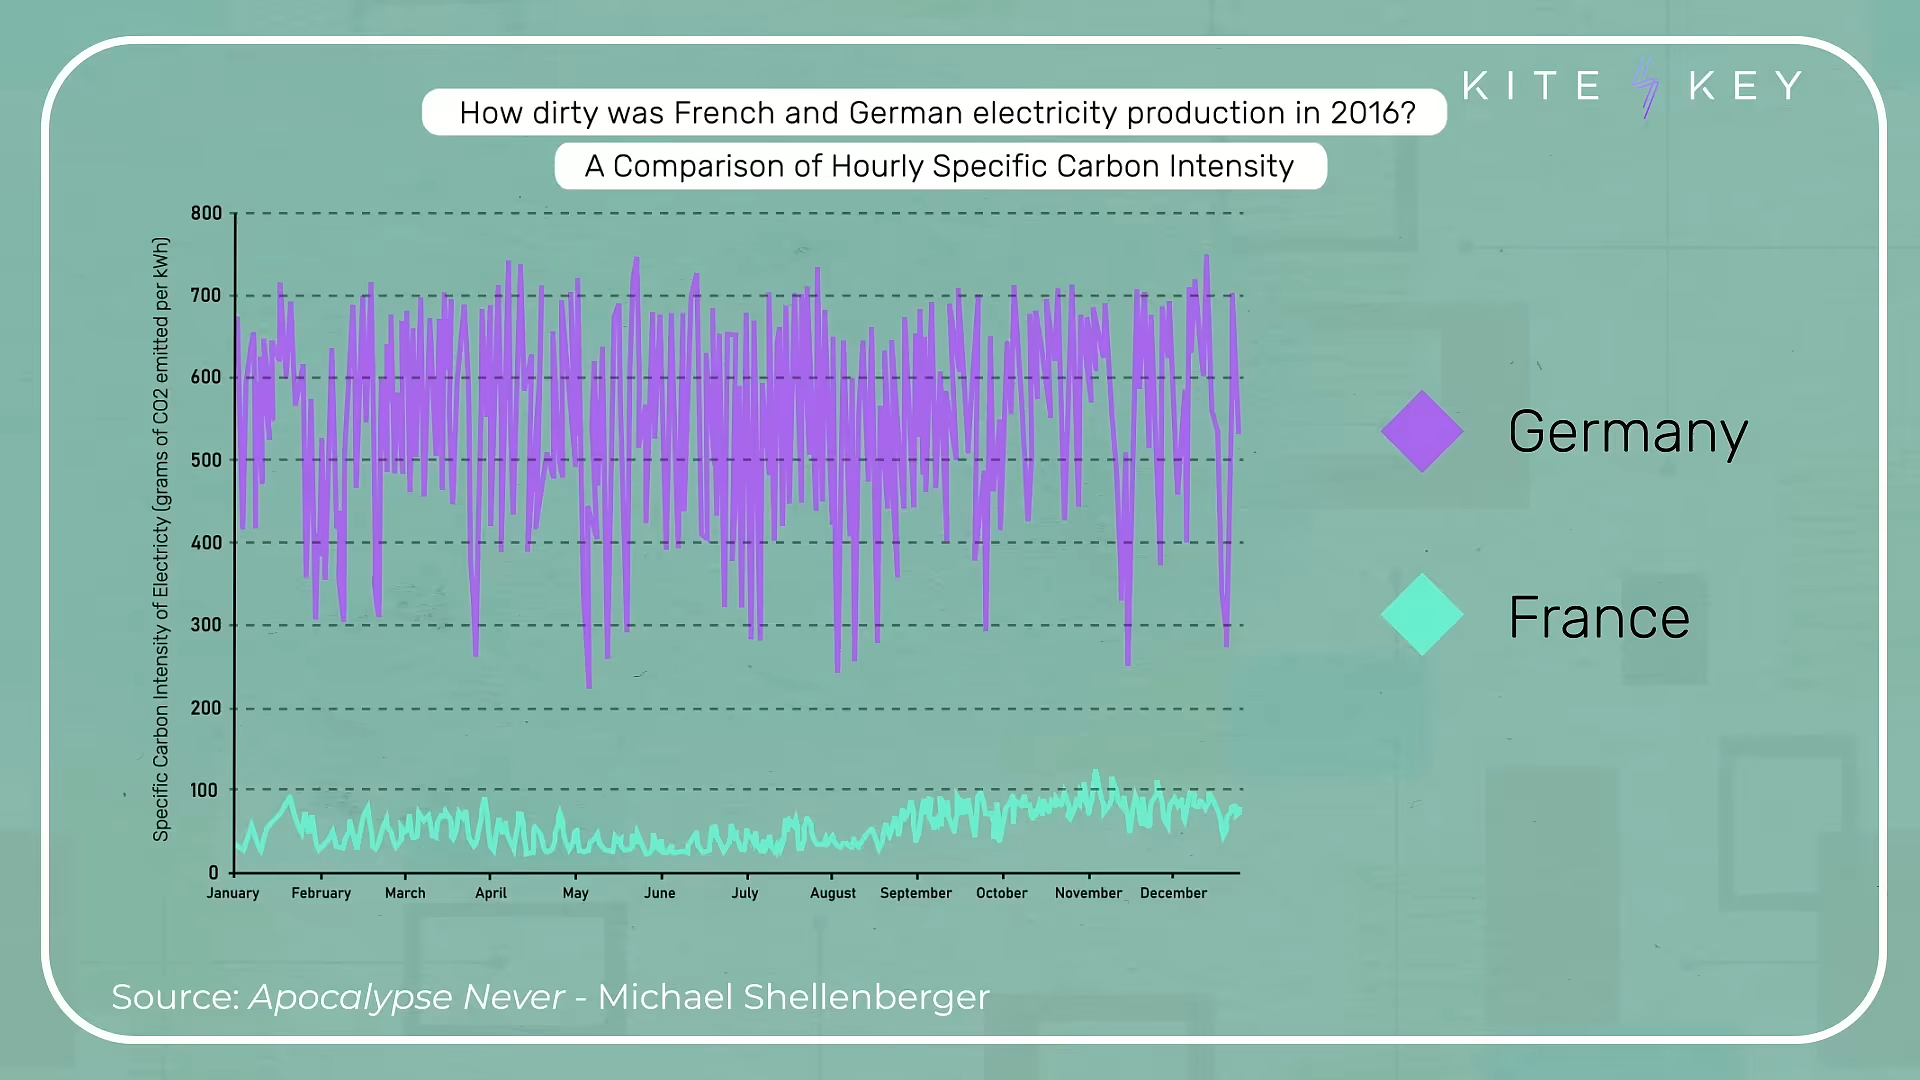 KITE KEY
How dirty was French and German electricity production in 2016?
A Comparison of Hourly Specific Carbon Intensity
Specific Carbon Intensity of Electricty (grams of CO2 emitted per kWh)
800
700
600
500
400
300
200
100
0
January February March April May June July August September October November December
Germany
France
Source: Apocalypse Never - Michael Shellenberger